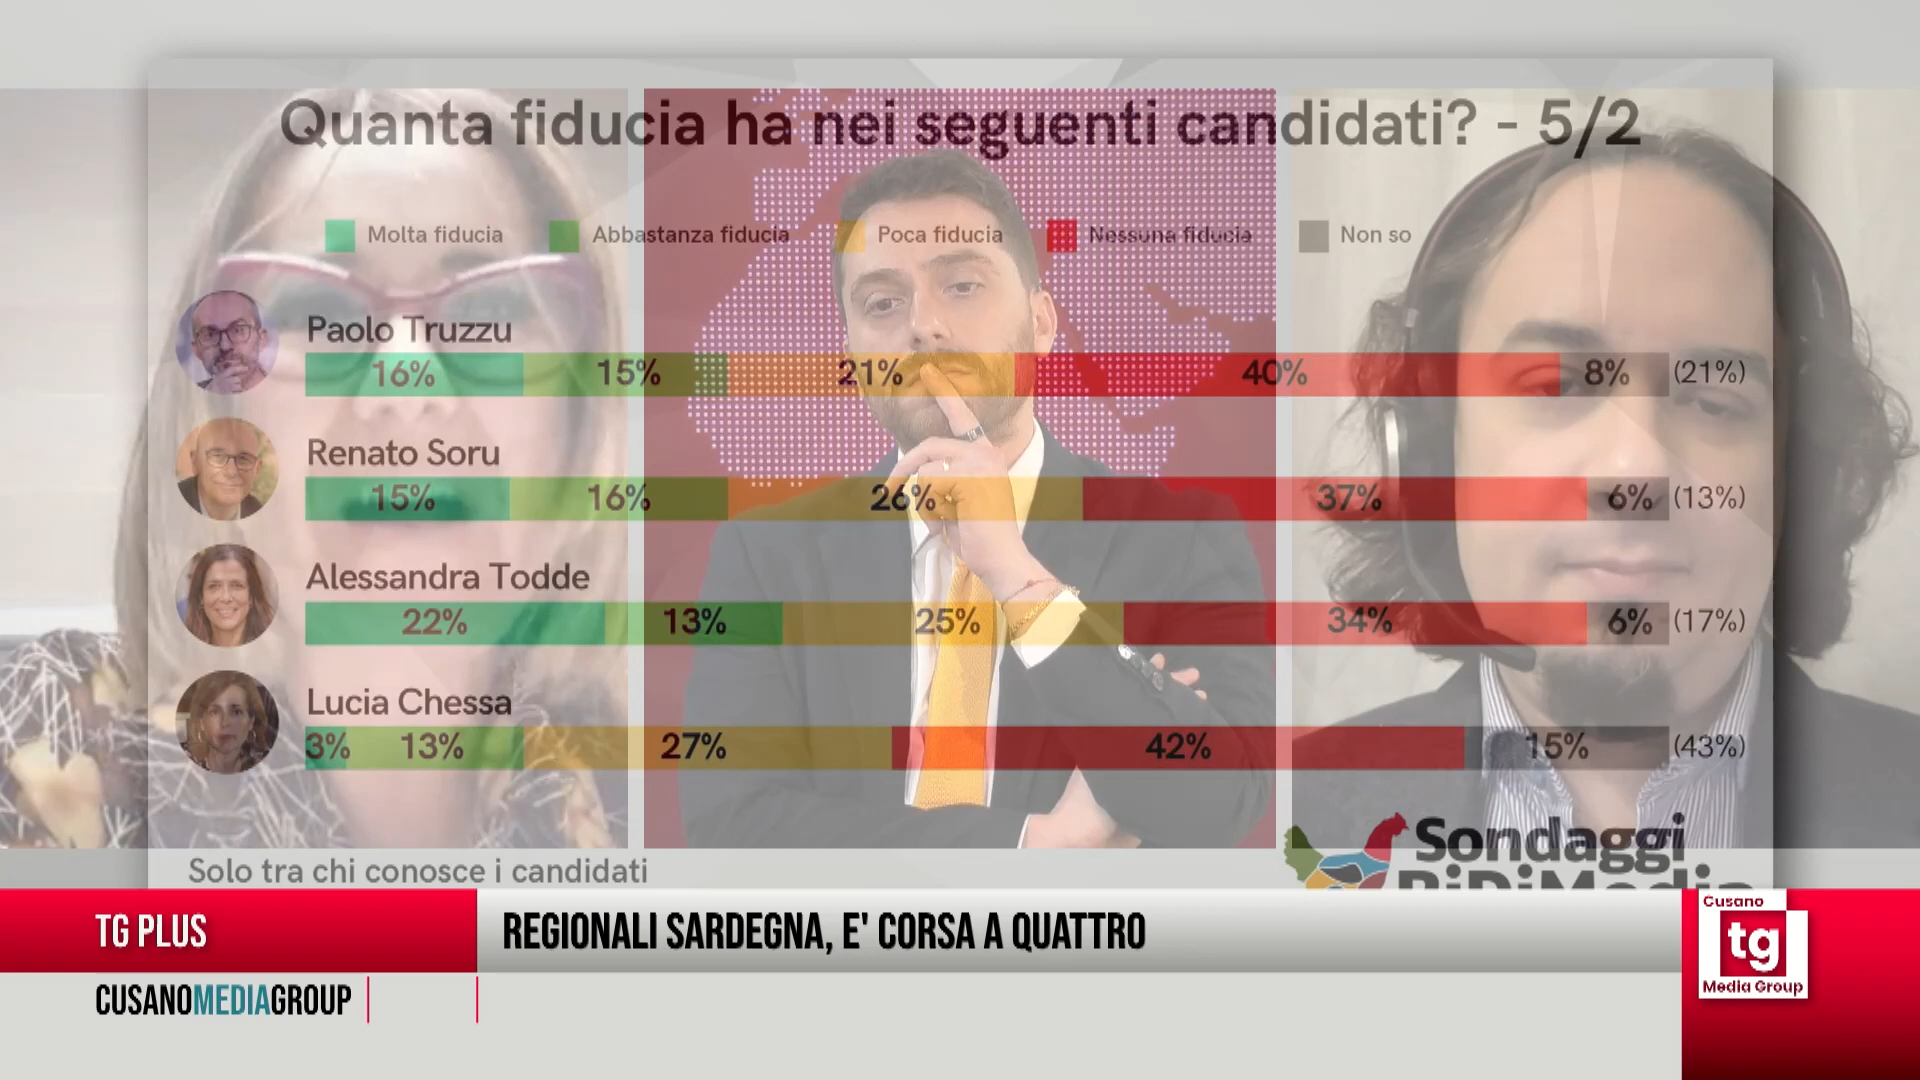 Quanta fiducia ha nei seguenti candidati? - 5/2
Molta fiducia Abbastanza fiducia Poca fiducia Nessuna fiducia Non so
Paolo Truzzu
16% 15% 21% 40% 8% (21%)
Renato Soru
15% 16% 26% 37% 6% (13%)
Alessandra Todde
22% 13% 25% 34% 6% (17%)
Lucia Chessa
3% 13% 27% 42% 15% (43%)
Sondaggi
BiDiMedia
Solo tra chi conosce i candidati
TG PLUS
REGIONALI SARDEGNA, E' CORSA A QUATTRO
Cusano
tg
Media Group
CUSANOMEDIAGROUP